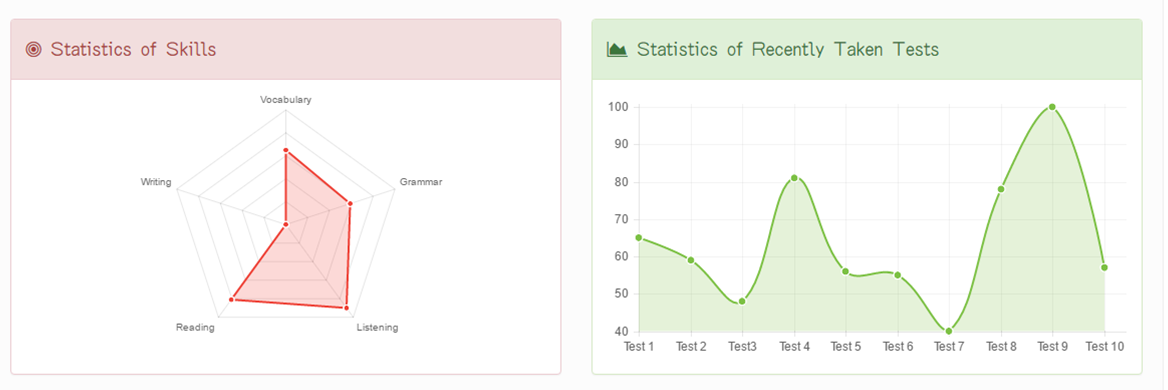 Statistics of Skills
Vocabulary
Writing
Grammar
Reading
Listening
Statistics of Recently Taken Tests
100
90
80
70
60
50
40
Test 1 Test 2 Test3 Test 4 Test 5 Test 6 Test 7 Test 8 Test 9 Test 10